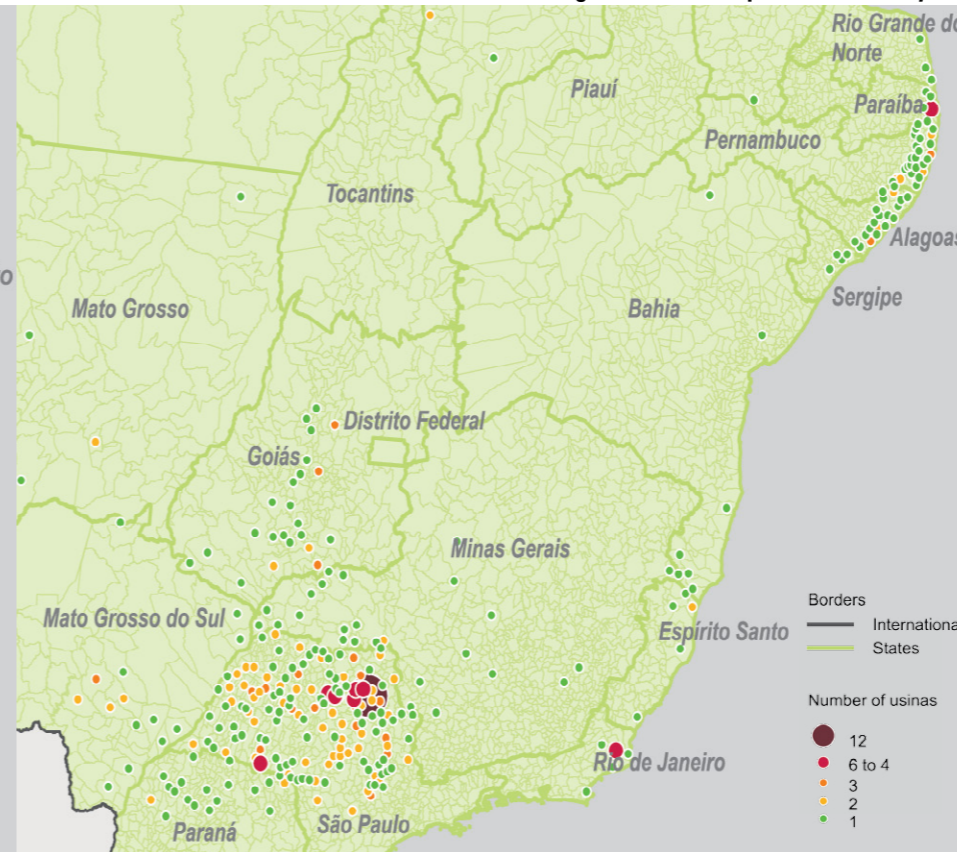 Rio Grande do
Norte
Piauí
Paraíba
Pernambuco
Tocantins
Alagoas
o
Sergipe
Mato Grosso
Bahia
Distrito Federal
Goiás
Minas Gerais
Borders
Internationa
States
Mato Grosso do Sul
Espírito Santo
Number of usinas
12
6 to 4
3
2
1
Rio de Janeiro
São Paulo
Paraná